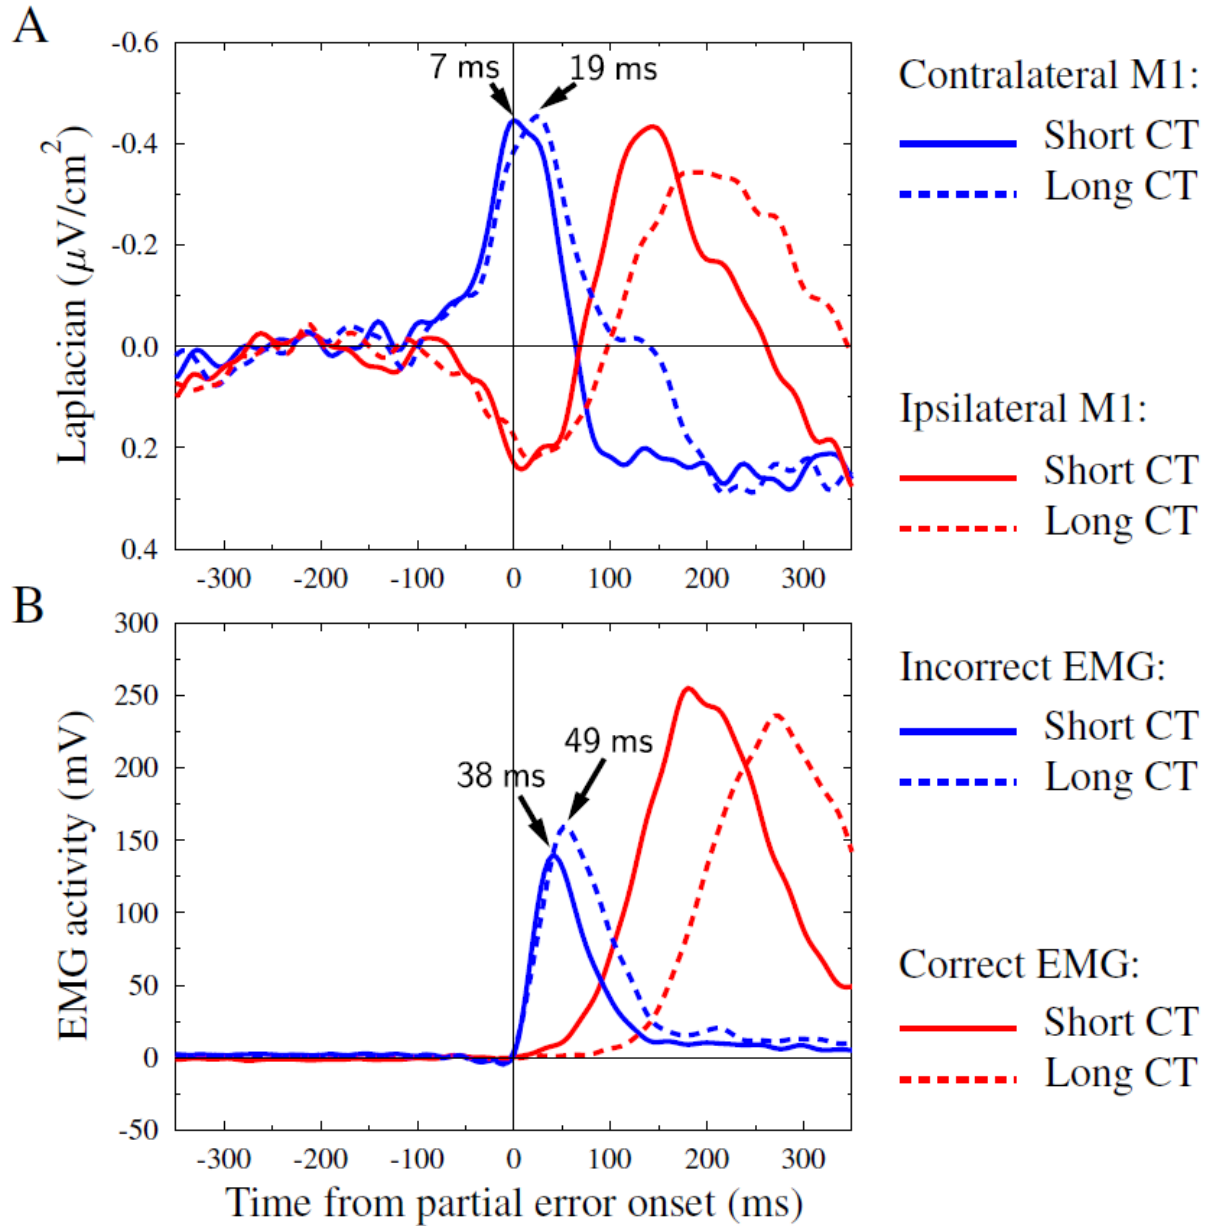 A
-0.6
-0.4
-0.2
0.0
0.2
0.4
Laplacian (μV/cm²)
7 ms
19 ms
-300
-200
-100
0
100
200
300
Contralateral M1:
Short CT
Long CT
Ipsilateral M1:
Short CT
Long CT
B
300
250
200
150
100
50
0
-50
EMG activity (mV)
38 ms
49 ms
-300
-200
-100
0
100
200
300
Time from partial error onset (ms)
Incorrect EMG:
Short CT
Long CT
Correct EMG:
Short CT
Long CT